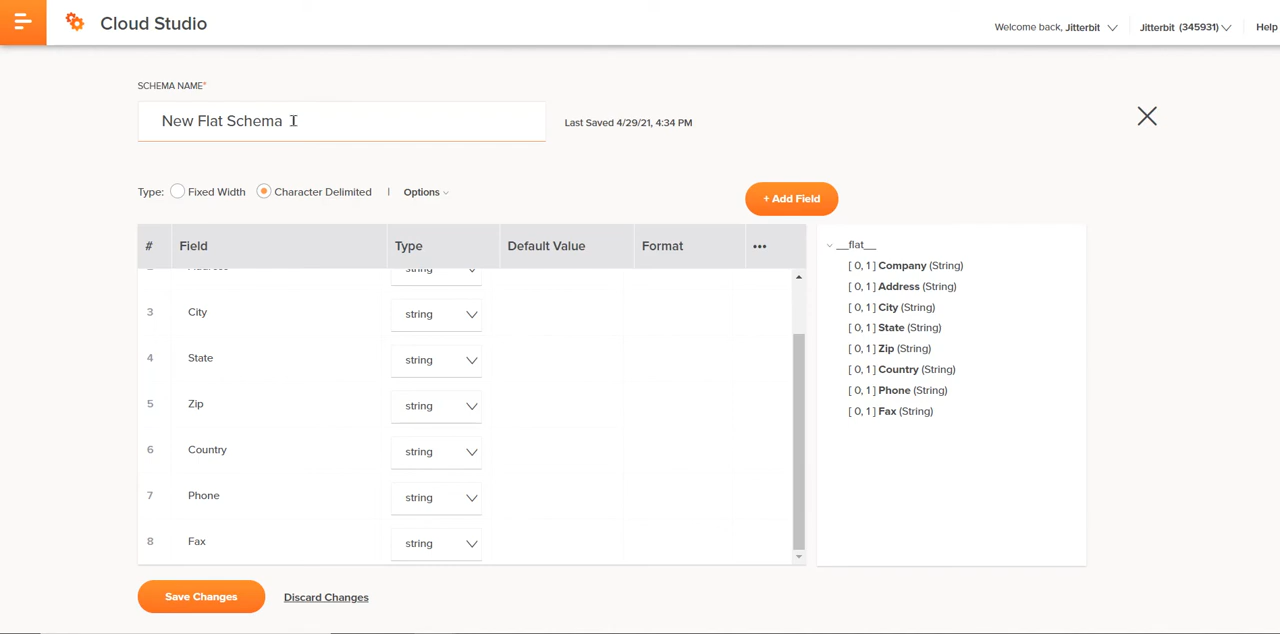 Cloud Studio
Welcome back, Jitterbit
Jitterbit (345931)
Help
SCHEMA NAME*
New Flat Schema
Last Saved 4/29/21, 4:34 PM
Type: Fixed Width Character Delimited | Options
+ Add Field
# Field Type Default Value Format •••
Address string
3 City string
4 State string
5 Zip string
6 Country string
7 Phone string
8 Fax string
__flat__
[ 0, 1 ] Company (String)
[ 0, 1 ] Address (String)
[ 0, 1 ] City (String)
[ 0, 1 ] State (String)
[ 0, 1 ] Zip (String)
[ 0, 1 ] Country (String)
[ 0, 1 ] Phone (String)
[ 0, 1 ] Fax (String)
Save Changes
Discard Changes